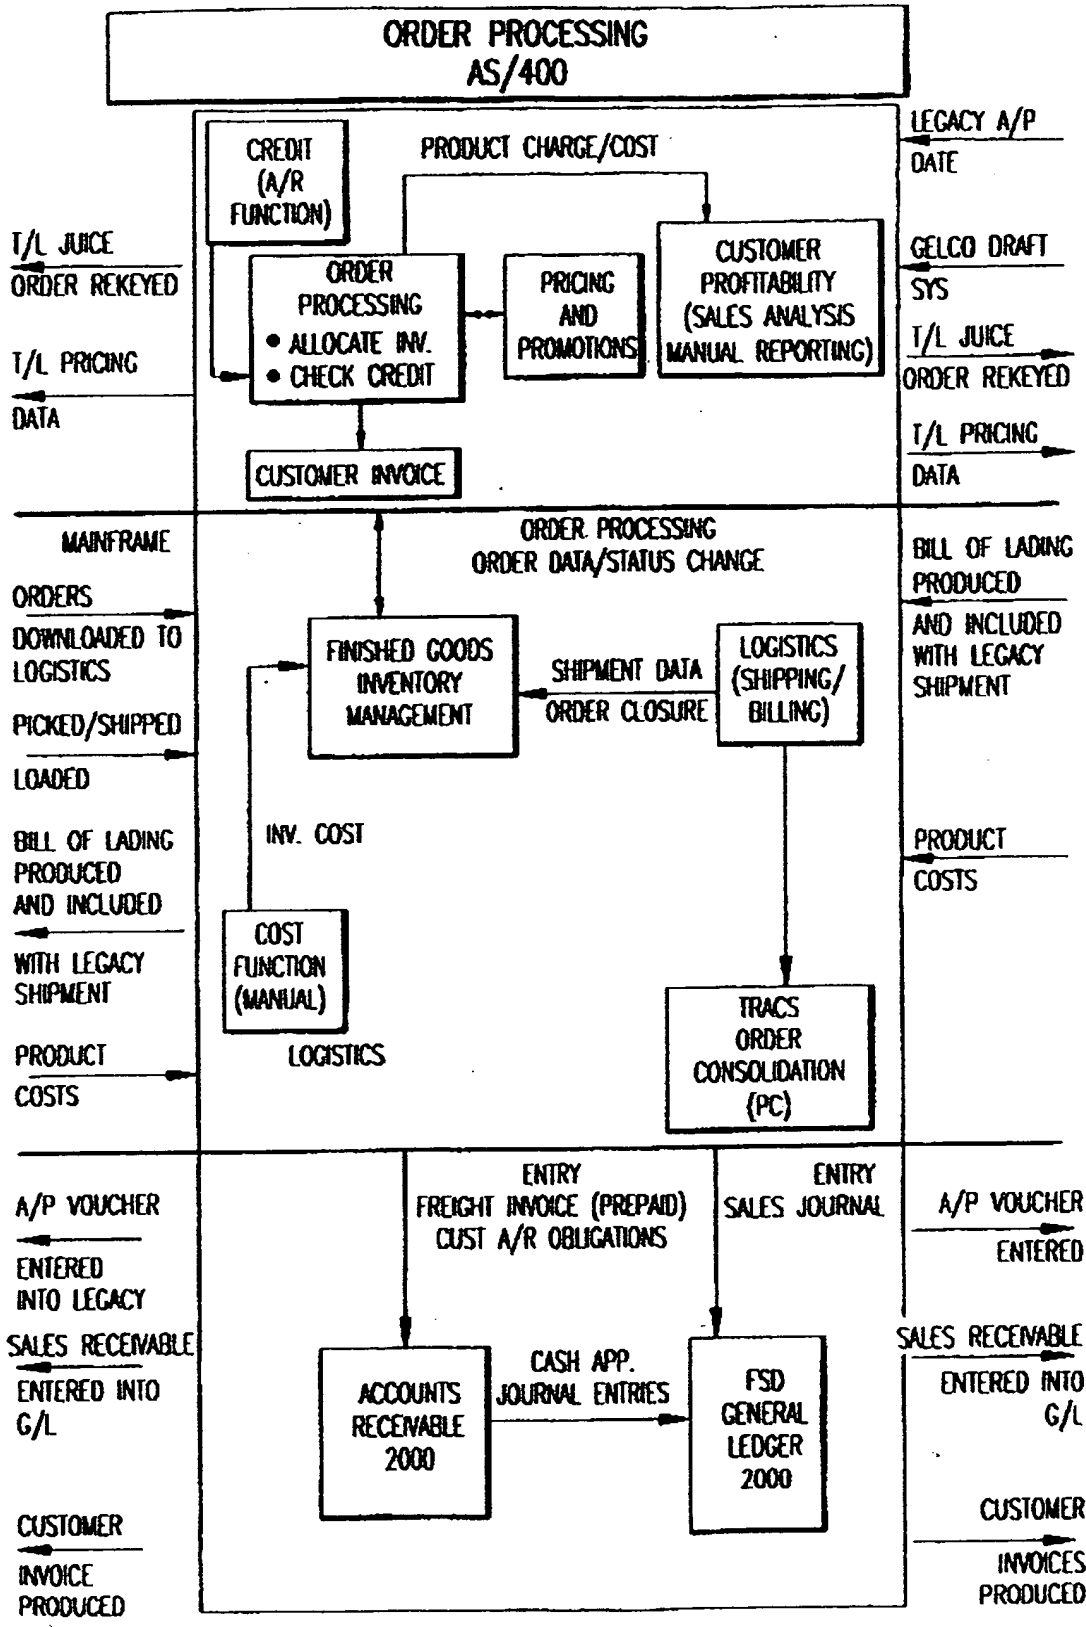 ORDER PROCESSING
AS/400
CREDIT
(A/R
FUNCTION)
PRODUCT CHARGE/COST
LEGACY A/P
DATE
T/L JUICE
ORDER REKEYED
ORDER
PROCESSING
• ALLOCATE INV.
• CHECK CREDIT
PRICING
AND
PROMOTIONS
CUSTOMER
PROFITABILITY
(SALES ANALYSIS
MANUAL REPORTING)
GELCO DRAFT
SYS
T/L JUICE
ORDER REKEYED
T/L PRICING
DATA
T/L PRICING
DATA
CUSTOMER INVOICE
MAINFRAME
ORDER PROCESSING
ORDER DATA/STATUS CHANGE
ORDERS
DOWNLOADED TO
LOGISTICS
PICKED/SHIPPED
LOADED
FINISHED GOODS
INVENTORY
MANAGEMENT
SHIPMENT DATA
ORDER CLOSURE
LOGISTICS
(SHIPPING/
BILLING)
BILL OF LADING
PRODUCED
AND INCLUDED
WITH LEGACY
SHIPMENT
INV. COST
BILL OF LADING
PRODUCED
AND INCLUDED
WITH LEGACY
SHIPMENT
PRODUCT
COSTS
COST
FUNCTION
(MANUAL)
LOGISTICS
TRACS
ORDER
CONSOLIDATION
(PC)
PRODUCT
COSTS
A/P VOUCHER
ENTERED
INTO LEGACY
ENTRY
FREIGHT INVOICE (PREPAID)
CUST A/R OBLIGATIONS
ENTRY
SALES JOURNAL
A/P VOUCHER
ENTERED
SALES RECEIVABLE
ENTERED INTO
G/L
ACCOUNTS
RECEIVABLE
2000
CASH APP.
JOURNAL ENTRIES
FSD
GENERAL
LEDGER
2000
SALES RECEIVABLE
ENTERED INTO
G/L
CUSTOMER
INVOICE
PRODUCED
CUSTOMER
INVOICES
PRODUCED